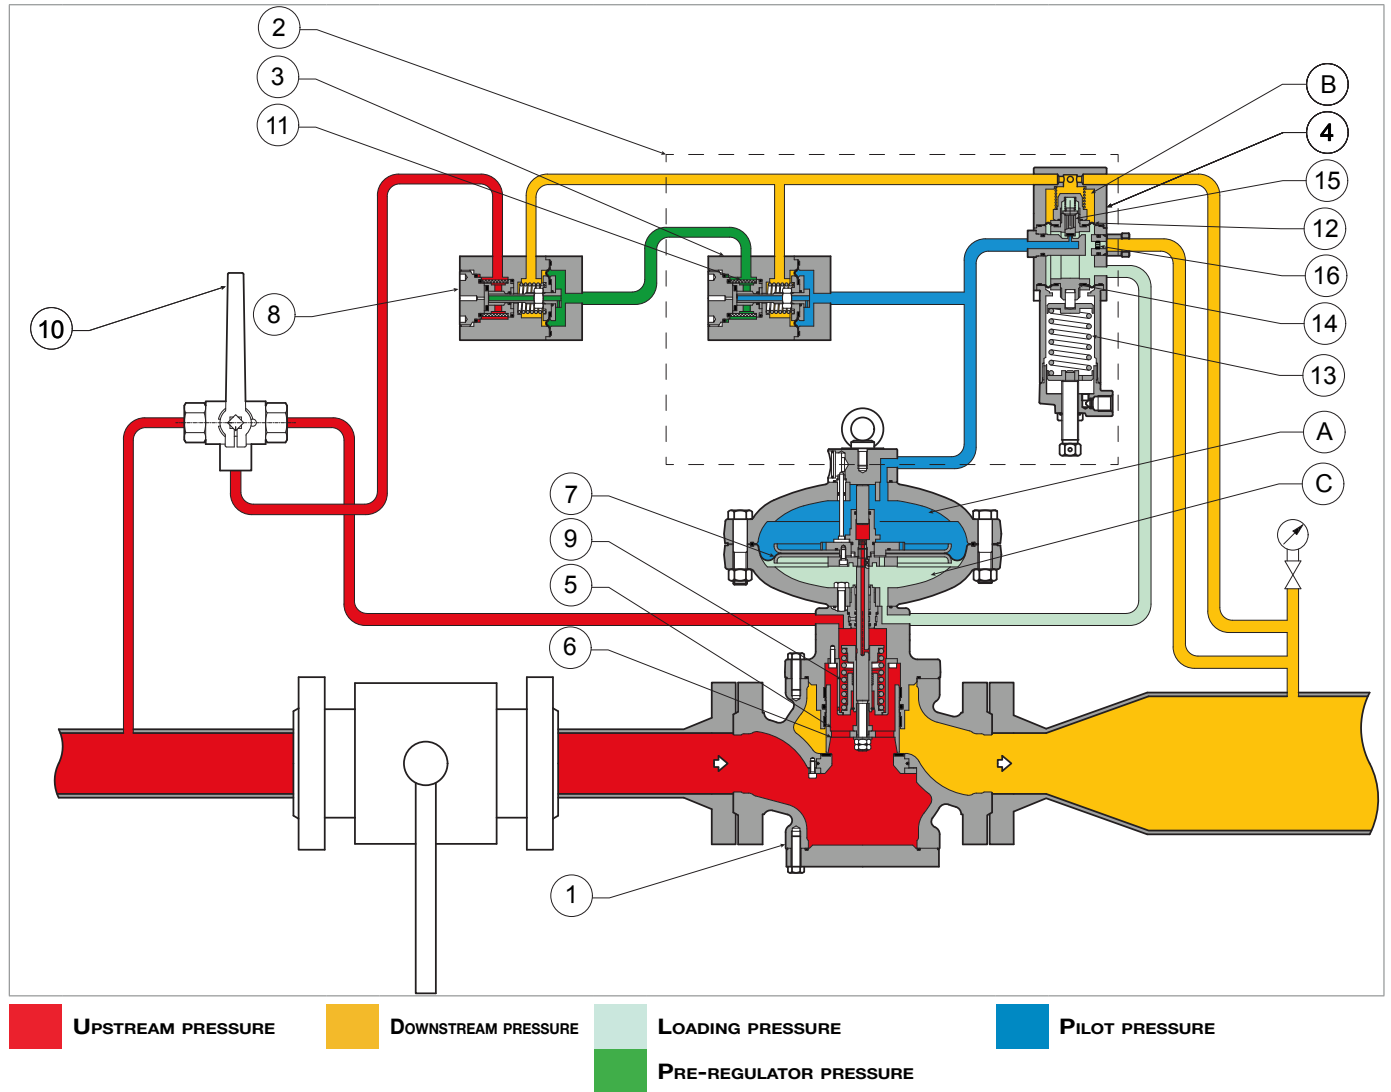 2
3
11
B
4
15
12
16
14
13
A
C
10
8
7
9
5
6
1
UPSTREAM PRESSURE
DOWNSTREAM PRESSURE
LOADING PRESSURE
PILOT PRESSURE
PRE-REGULATOR PRESSURE